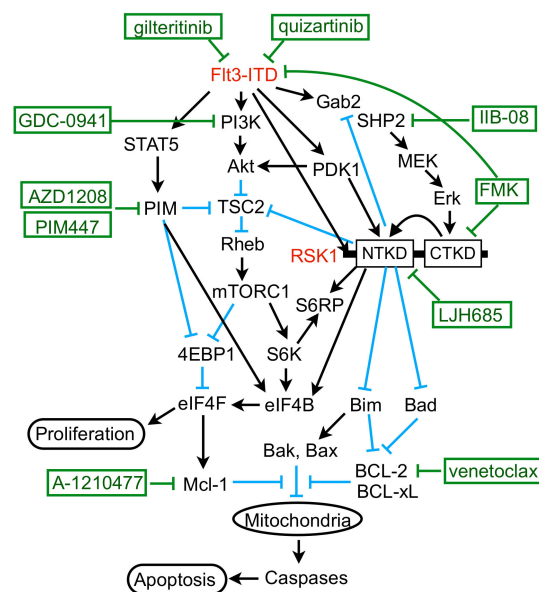 gilteritinib
quizartinib
Flt3-ITD
Gab2
GDC-0941
PI3K
SHP2
IIB-08
STAT5
MEK
Akt
PDK1
AZD1208
Erk
FMK
PIM
TSC2
PIM447
Rheb
RSK1
NTKD
CTKD
mTORC1
S6RP
LJH685
4EBP1
S6K
eIF4F
eIF4B
Bim
Bad
Proliferation
Bak, Bax
A-1210477
Mcl-1
BCL-2
venetoclax
BCL-xL
Mitochondria
Apoptosis
Caspases